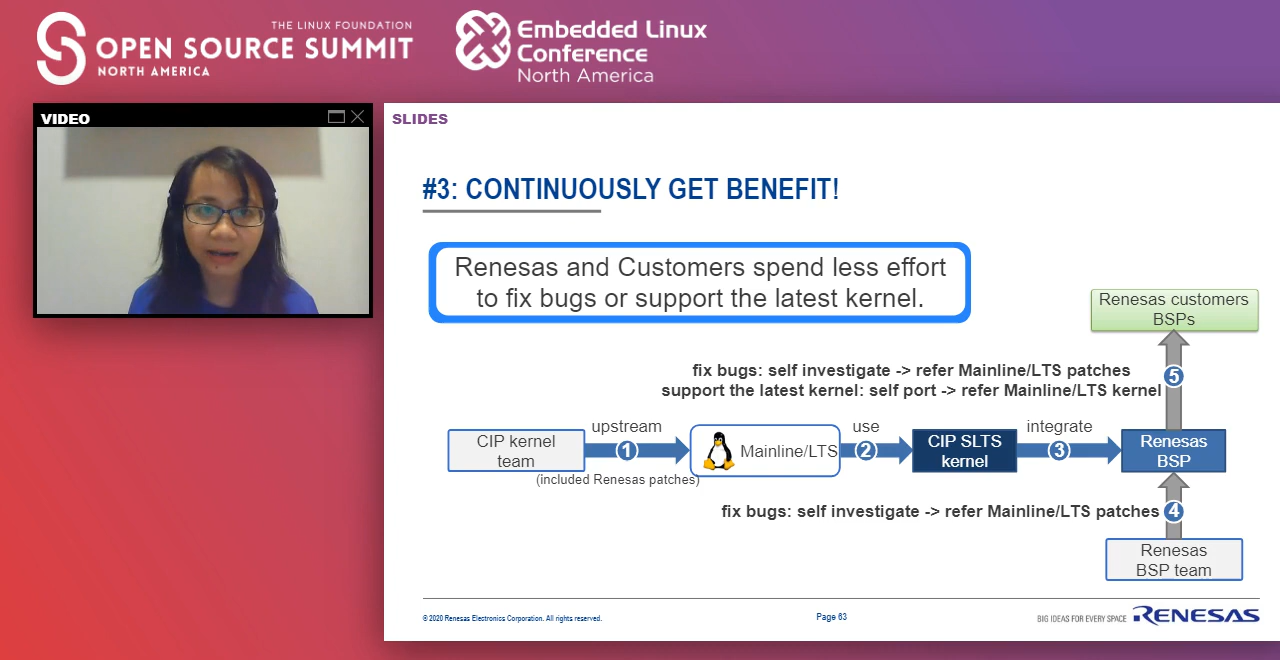 THE LINUX FOUNDATION
OPEN SOURCE SUMMIT
NORTH AMERICA
Embedded Linux
Conference
North America
VIDEO
SLIDES
#3: CONTINUOUSLY GET BENEFIT!
Renesas and Customers spend less effort
to fix bugs or support the latest kernel.
Renesas customers
BSPs
fix bugs: self investigate -> refer Mainline/LTS patches
support the latest kernel: self port -> refer Mainline/LTS kernel
5
CIP kernel
team
upstream
1
(included Renesas patches)
Mainline/LTS
use
2
CIP SLTS
kernel
integrate
3
Renesas
BSP
fix bugs: self investigate -> refer Mainline/LTS patches
4
Renesas
BSP team
© 2020 Renesas Electronics Corporation. All rights reserved.
Page 63
BIG IDEAS FOR EVERY SPACE
RENESAS